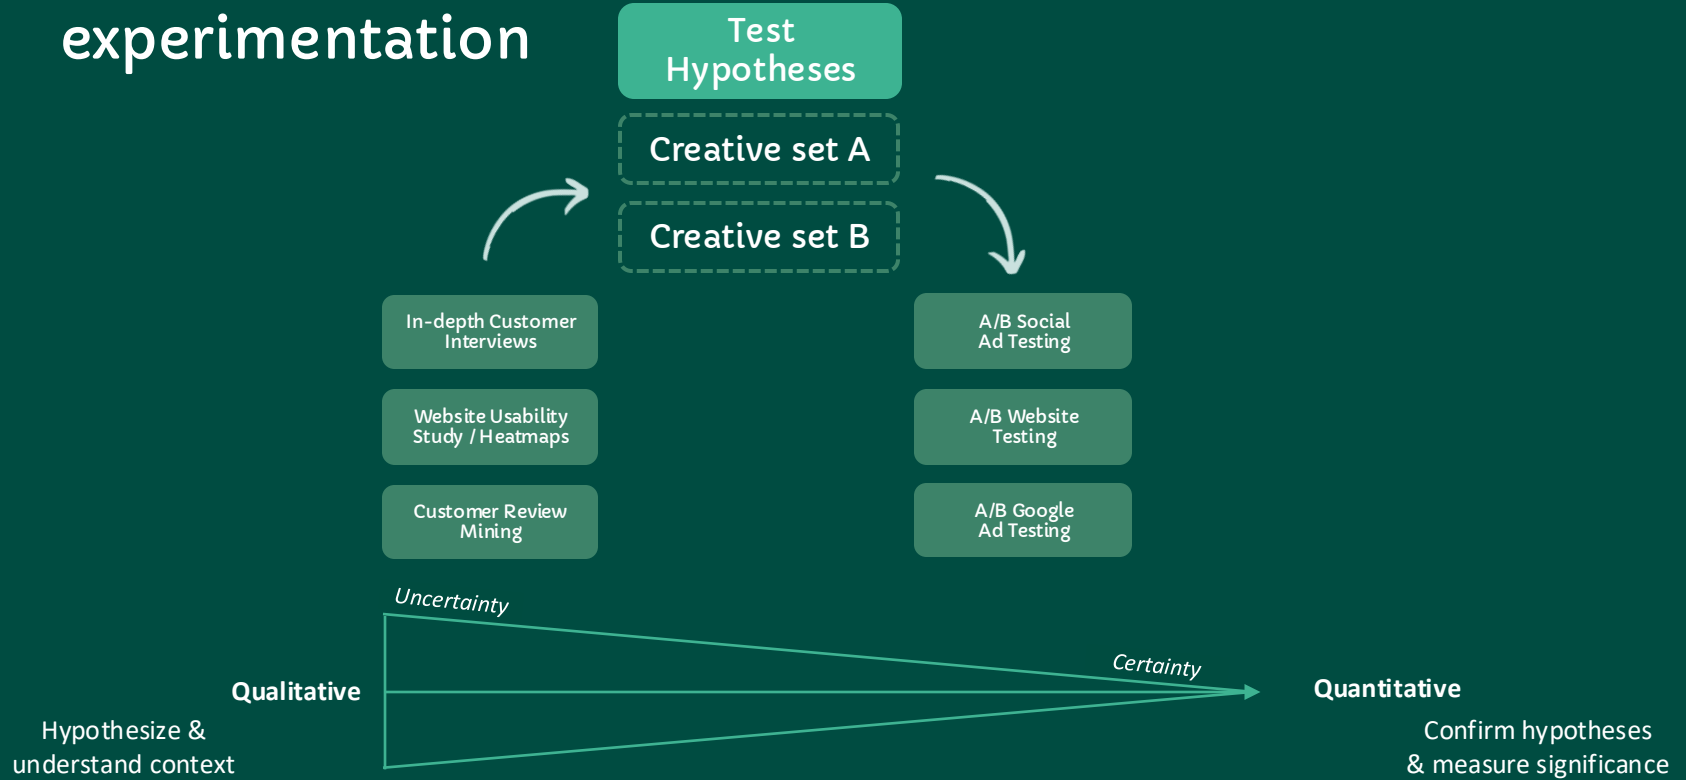 experimentation
Test
Hypotheses
Creative set A
Creative set B
In-depth Customer
Interviews
Website Usability
Study / Heatmaps
Customer Review
Mining
A/B Social
Ad Testing
A/B Website
Testing
A/B Google
Ad Testing
Uncertainty
Certainty
Qualitative
Hypothesize &
understand context
Quantitative
Confirm hypotheses
& measure significance